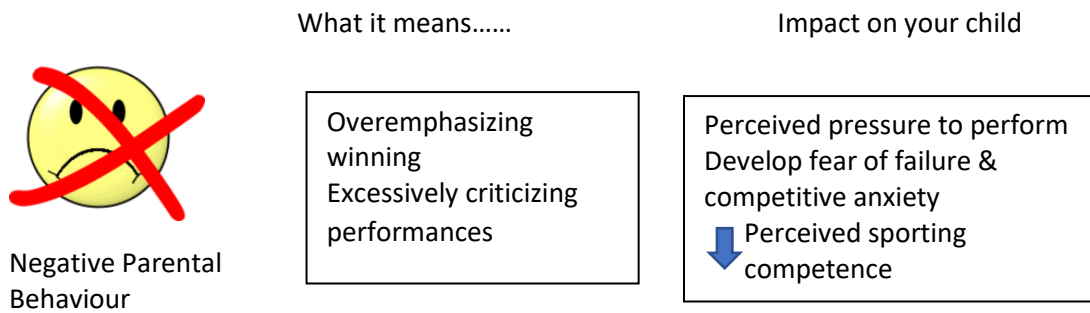 What it means……
Impact on your child
Overemphasizing
winning
Excessively criticizing
performances
Perceived pressure to perform
Develop fear of failure &
competitive anxiety
Perceived sporting
competence
Negative Parental
Behaviour